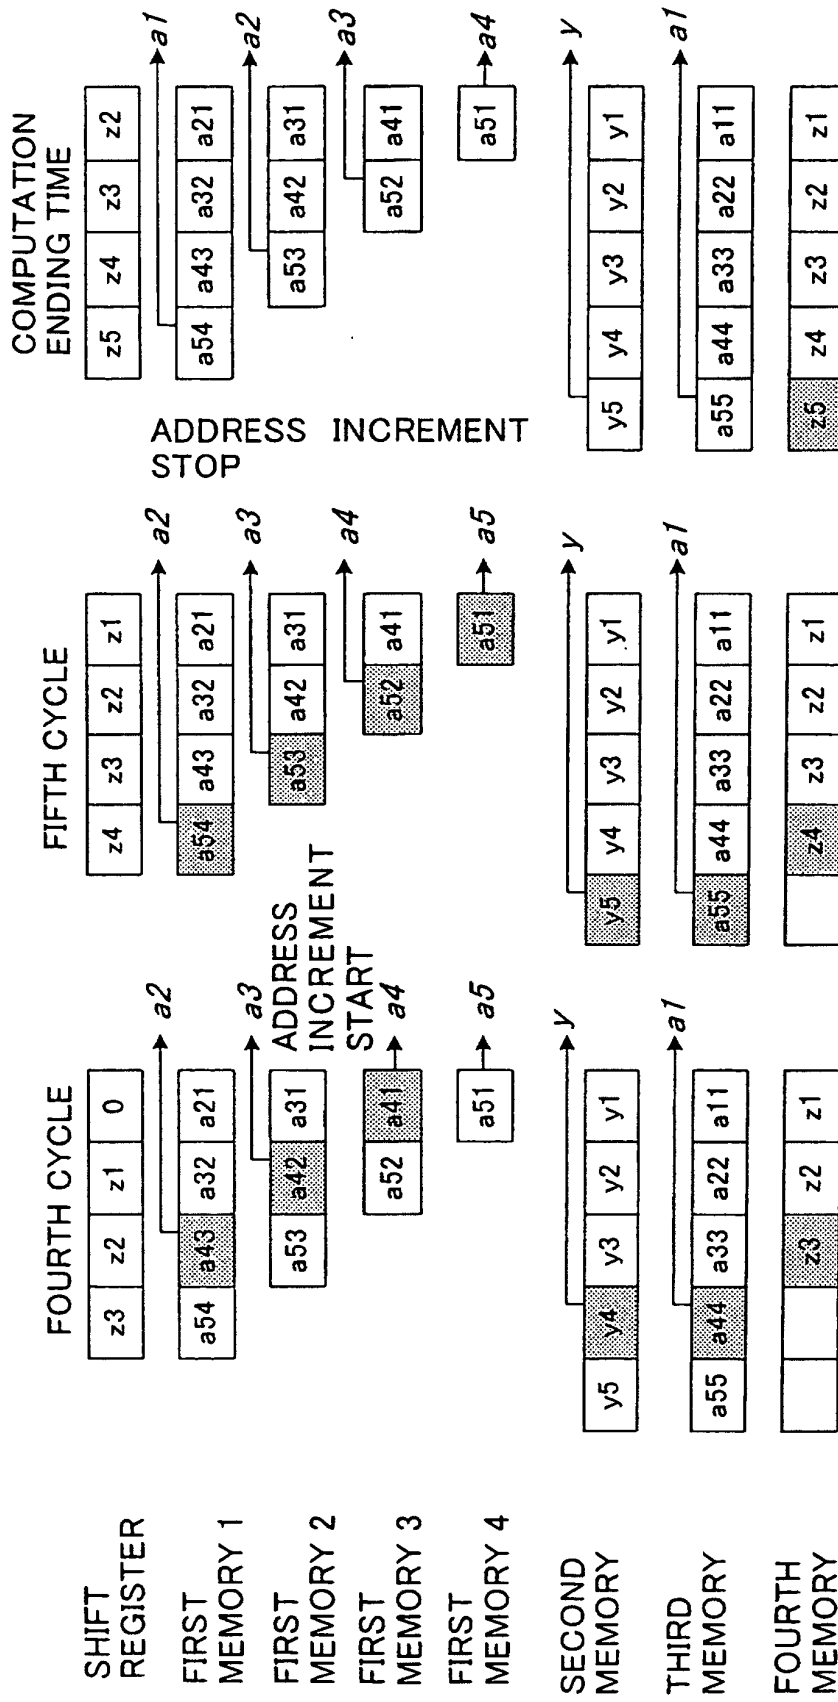 FOURTH CYCLE
FIFTH CYCLE
COMPUTATION
ENDING TIME
SHIFT
REGISTER
z3 z2 z1 0
z4 z3 z2 z1
z5 z4 z3 z2
a2
a2
a1
FIRST
MEMORY 1
a54 a43 a32 a21
a54 a43 a32 a21
a54 a43 a32 a21
ADDRESS INCREMENT
STOP
a3
a3
a2
FIRST
MEMORY 2
a53 a42 a31
a53 a42 a31
a53 a42 a31
ADDRESS
INCREMENT
START
FIRST
MEMORY 3
a52 a41 a4
a52 a41 a4
a52 a41 a3
FIRST
MEMORY 4
a51 a5
a51 a5
a51 a4
y
y
y
SECOND
MEMORY
y5 y4 y3 y2 y1
y5 y4 y3 y2 y1
y5 y4 y3 y2 y1
a1
a1
a1
THIRD
MEMORY
a55 a44 a33 a22 a11
a55 a44 a33 a22 a11
a55 a44 a33 a22 a11
FOURTH
MEMORY
z3 z2 z1
z4 z3 z2 z1
z5 z4 z3 z2 z1